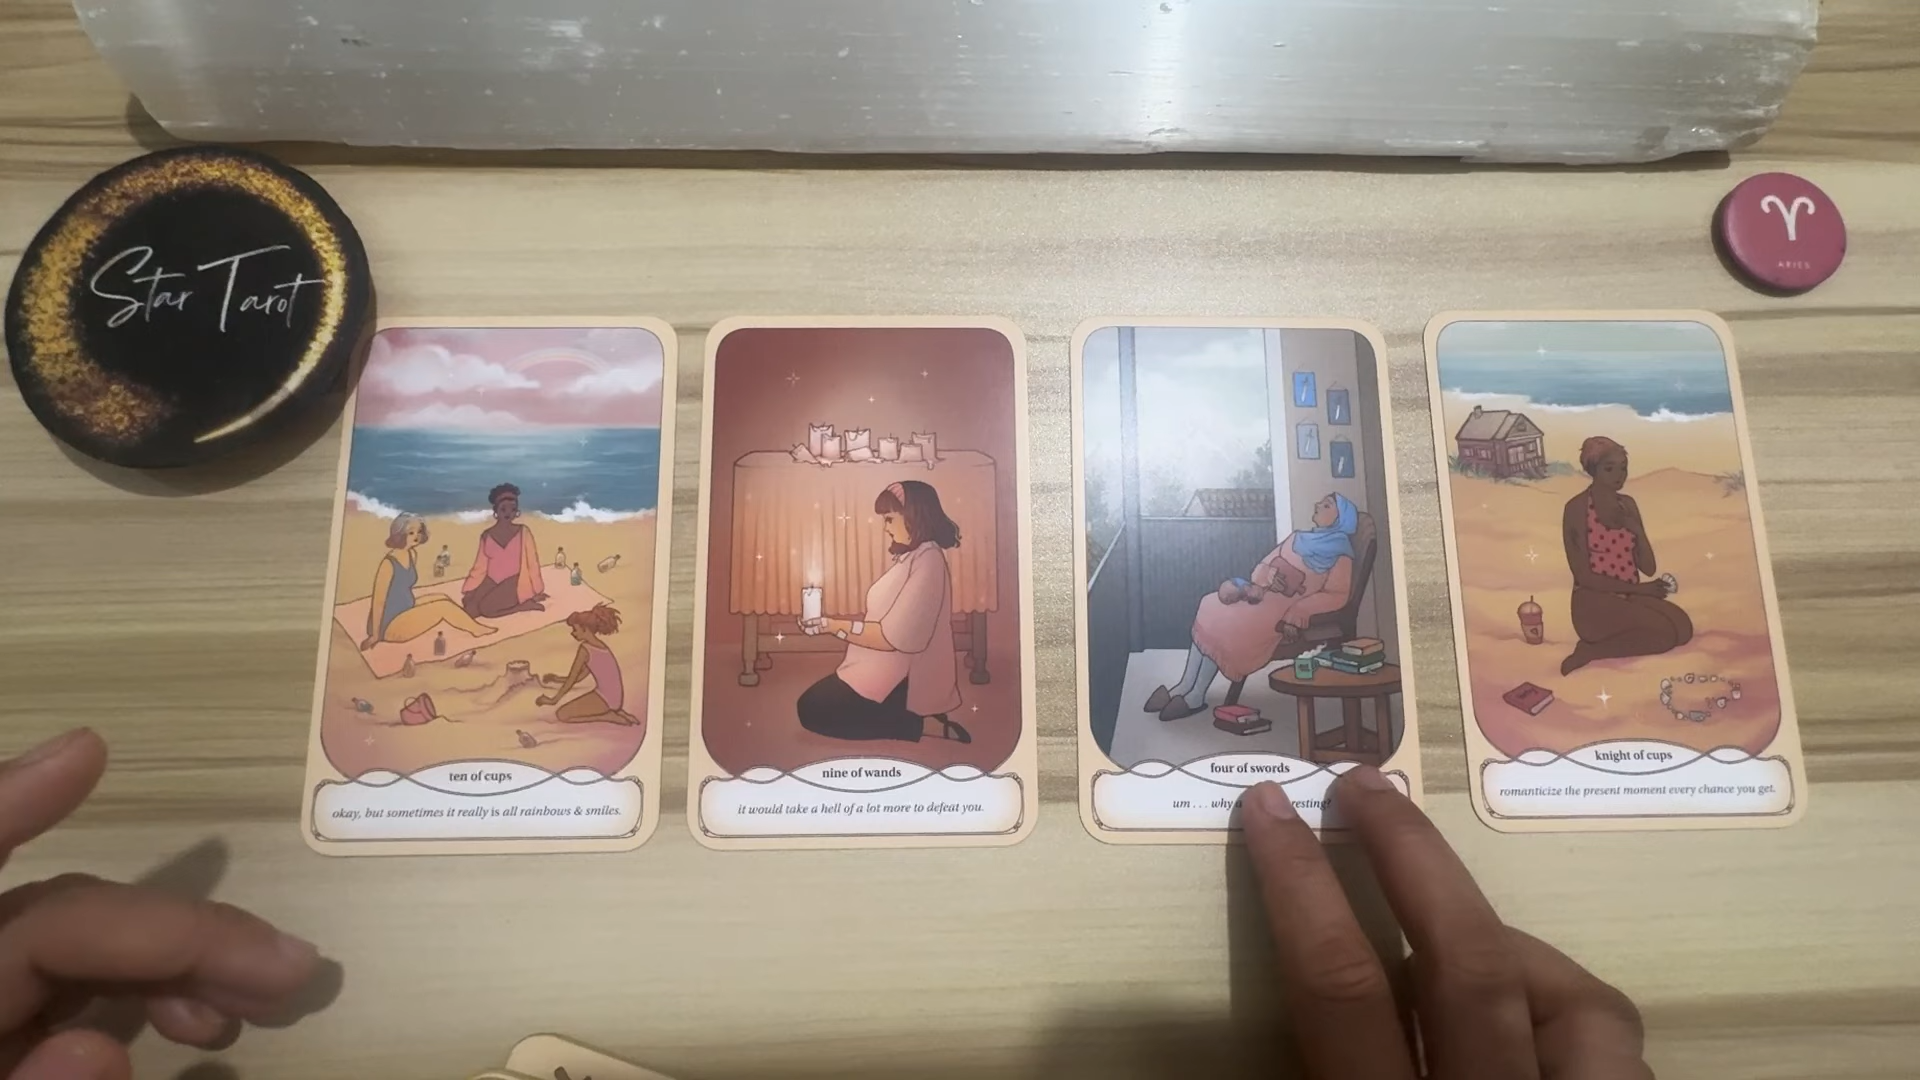 Star Tarot
ARIES
ten of cups
okay, but sometimes it really is all rainbows & smiles.
nine of wands
it would take a hell of a lot more to defeat you.
four of swords
um . . . why resting?
knight of cups
romanticize the present moment every chance you get.